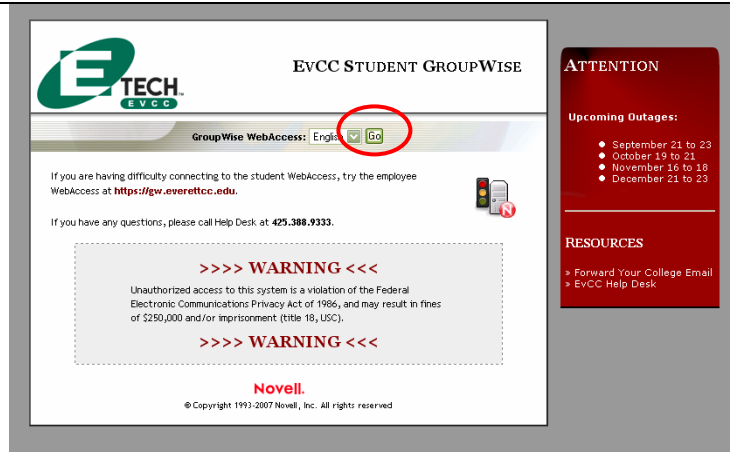 E TECH
EVCC
EVCC STUDENT GROUPWISE
GroupWise WebAccess: English Go
If you are having difficulty connecting to the student WebAccess, try the employee
WebAccess at https://gw.everettcc.edu.
If you have any questions, please call Help Desk at 425.388.9333.
N
>>>> WARNING <<<
Unauthorized access to this system is a violation of the Federal
Electronic Communications Privacy Act of 1986, and may result in fines
of $250,000 and/or imprisonment (title 18, USC).
>>>> WARNING <<<
Novell.
© Copyright 1993-2007 Novell, Inc. All rights reserved
ATTENTION
Upcoming Outages:
● September 21 to 23
● October 19 to 21
● November 16 to 18
● December 21 to 23
RESOURCES
» Forward Your College Email
» EvCC Help Desk